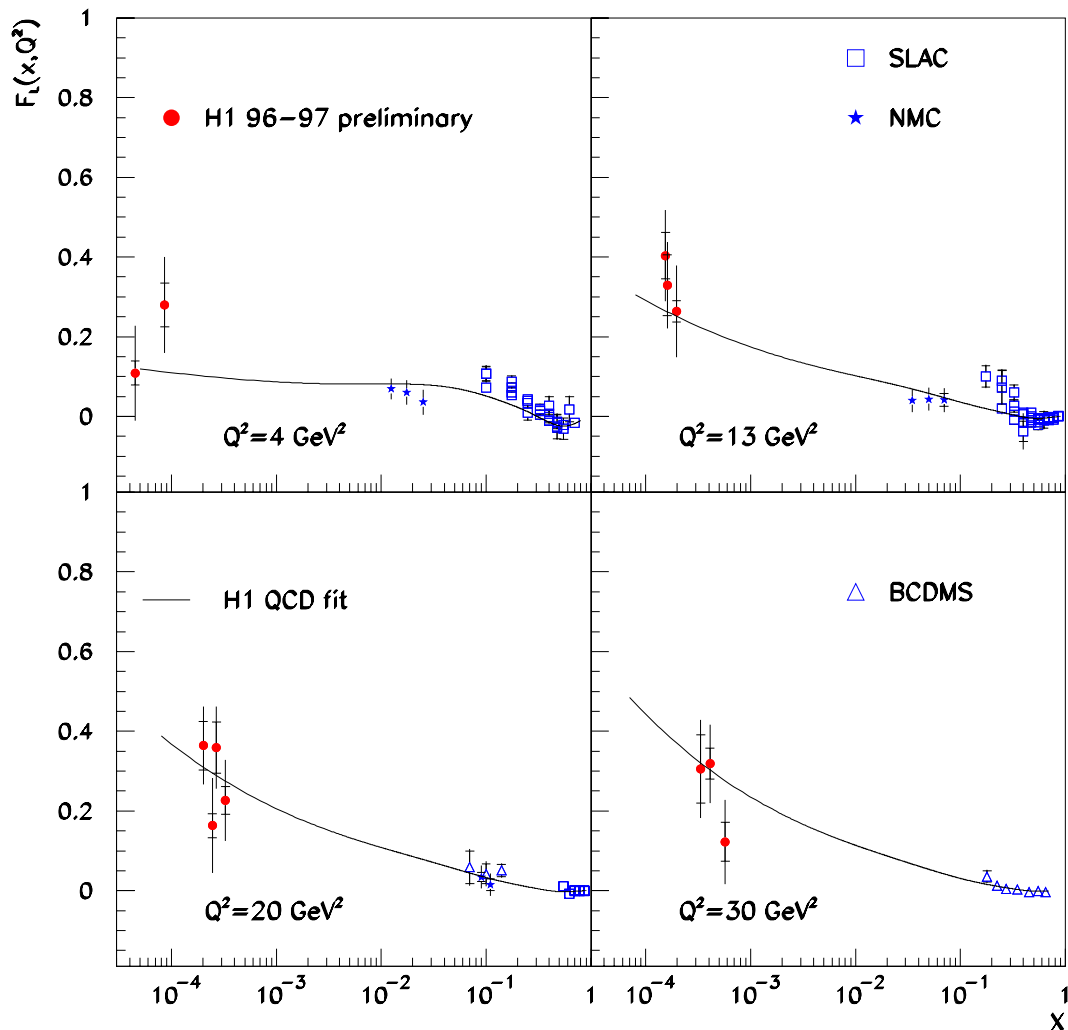 F_L(x,Q²)
1
0.8
0.6
0.4
0.2
0
H1 96-97 preliminary
Q²=4 GeV²
SLAC
NMC
Q²=13 GeV²
1
0.8
0.6
0.4
0.2
0
H1 QCD fit
Q²=20 GeV²
BCDMS
Q²=30 GeV²
10⁻⁴ 10⁻³ 10⁻² 10⁻¹ 1
10⁻⁴ 10⁻³ 10⁻² 10⁻¹ 1
X